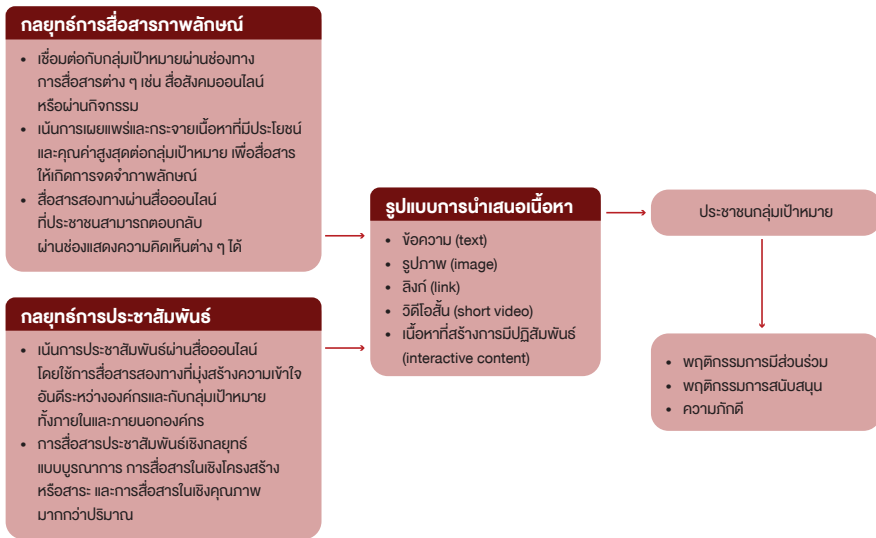 กลยุทธ์การสื่อสารภาพลักษณ์
• เชื่อมต่อกับกลุ่มเป้าหมายผ่านช่องทาง
การสื่อสารต่าง ๆ เช่น สื่อสังคมออนไลน์
หรือผ่านกิจกรรม
• เน้นการเผยแพร่และกระจายเนื้อหาที่มีประโยชน์
และคุณค่าสูงสุดต่อกลุ่มเป้าหมาย เพื่อสื่อสาร
ให้เกิดการจดจำภาพลักษณ์
• สื่อสารสองทางผ่านสื่อออนไลน์
ที่ประชาชนสามารถตอบกลับ
ผ่านช่องแสดงความคิดเห็นต่าง ๆ ได้
กลยุทธ์การประชาสัมพันธ์
• เน้นการประชาสัมพันธ์ผ่านสื่อออนไลน์
โดยใช้การสื่อสารสองทางที่มุ่งสร้างความเข้าใจ
อันดีระหว่างองค์กรและกับกลุ่มเป้าหมาย
ทั้งภายในและภายนอกองค์กร
• การสื่อสารประชาสัมพันธ์เชิงกลยุทธ์
แบบบูรณาการ การสื่อสารในเชิงโครงสร้าง
หรือสาระ และการสื่อสารในเชิงคุณภาพ
มากกว่าปริมาณ
รูปแบบการนำเสนอเนื้อหา
• ข้อความ (text)
• รูปภาพ (image)
• ลิงก์ (link)
• วิดีโอสั้น (short video)
• เนื้อหาที่สร้างการมีปฏิสัมพันธ์
(interactive content)
ประชาชนกลุ่มเป้าหมาย
• พฤติกรรมการมีส่วนร่วม
• พฤติกรรมการสนับสนุน
• ความภักดี